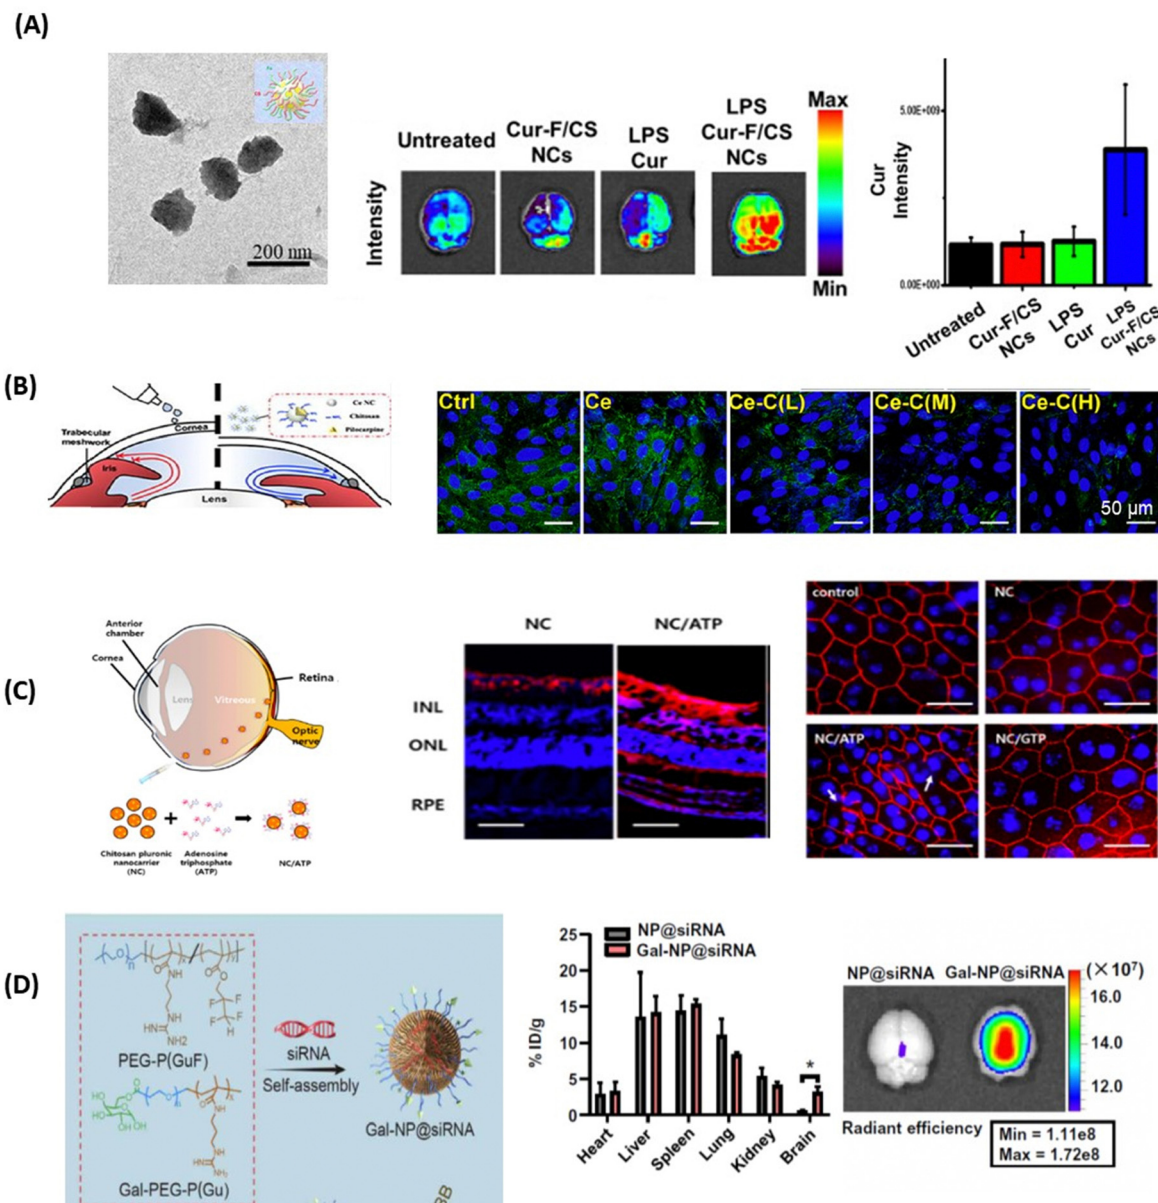 (A)
200 nm
Intensity
Untreated
Cur-F/CS
NCs
LPS
Cur
LPS
Cur-F/CS
NCs
Max
Min
Cur
Intensity
5.00E+009
0.00E+000
Untreated
Cur-F/CS
NCs
LPS
Cur
LPS
Cur-F/CS
NCs
(B)
Trabecular
meshwork
Cornea
Iris
Lens
Ce NC
Chitosan
Pilocarpine
Ctrl
Ce
Ce-C(L)
Ce-C(M)
Ce-C(H)
50 µm
(C)
Anterior
chamber
Cornea
Lens
Vitreous
Retina
Optic
nerve
+
Chitosan pluronic
nanocarrier
(NC)
Adenosine
triphosphate
(ATP)
NC/ATP
NC
NC/ATP
INL
ONL
RPE
control
NC
NC/ATP
NC/GTP
(D)
PEG-P(GuF)
siRNA
Self-assembly
Gal-NP@siRNA
Gal-PEG-P(Gu)
BB
% ID/g
25
20
15
10
5
0
NP@siRNA
Gal-NP@siRNA
*
Heart
Liver
Spleen
Lung
Kidney
Brain
NP@siRNA
Gal-NP@siRNA
(×10⁷)
16.0
14.0
12.0
Radiant efficiency
Min = 1.11e8
Max = 1.72e8